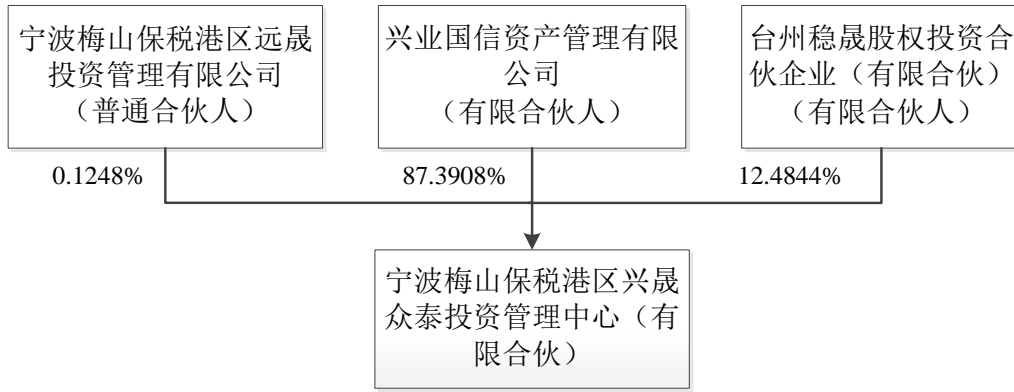 宁波梅山保税港区远晟
投资管理有限公司
（普通合伙人）
兴业国信资产管理有限
公司
（有限合伙人）
台州稳晟股权投资合
伙企业（有限合伙）
（有限合伙人）
0.1248%
87.3908%
12.4844%
宁波梅山保税港区兴晟
众泰投资管理中心（有
限合伙）